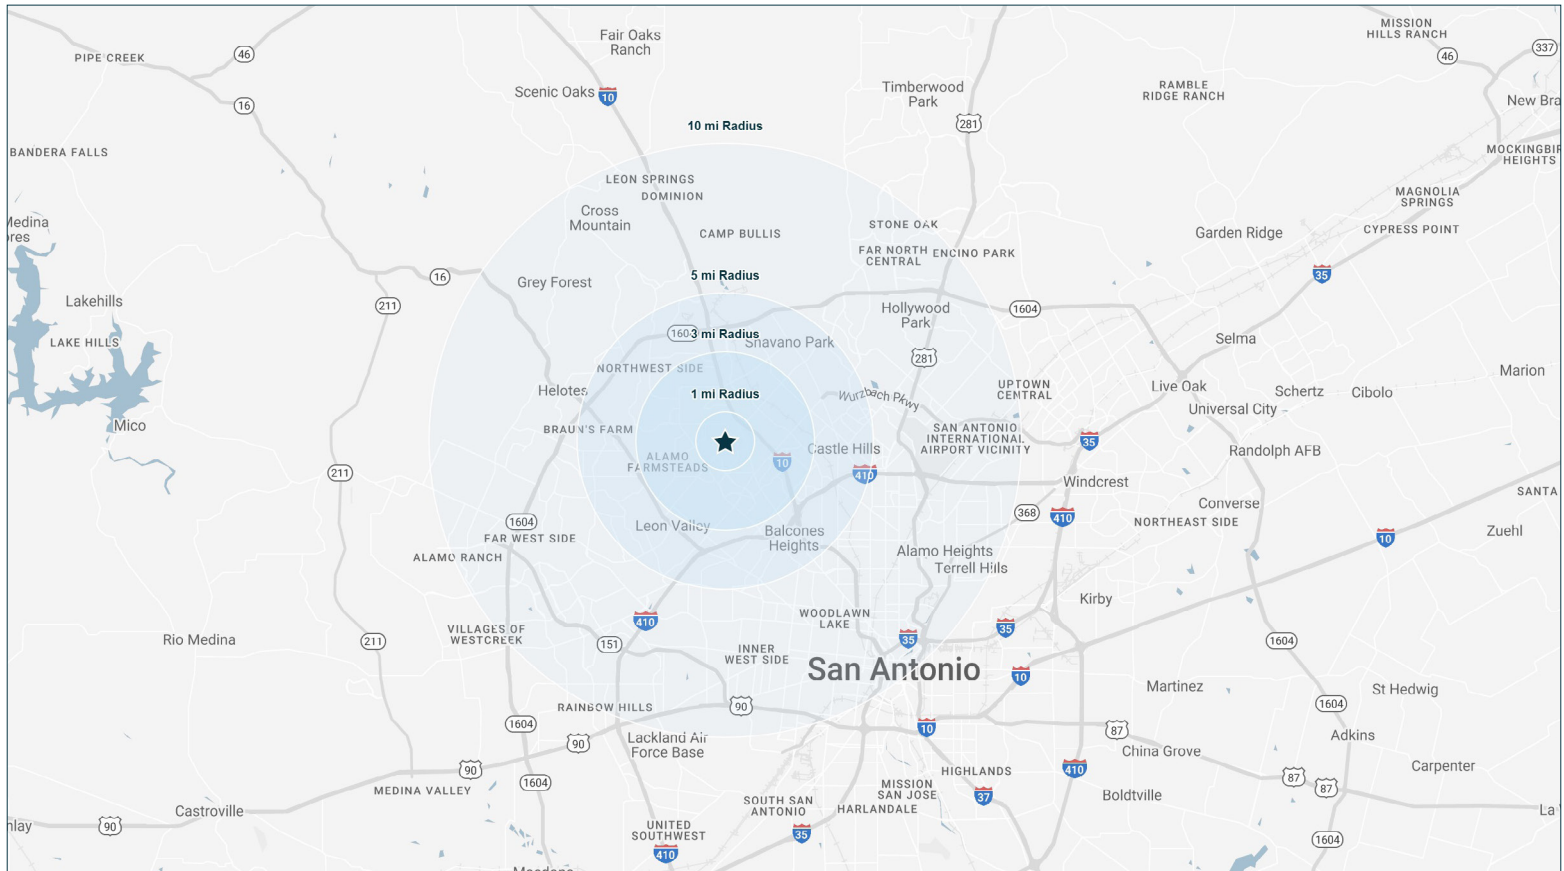 MISSION
HILLS RANCH
Fair Oaks
Ranch
337
46
46
PIPE CREEK
Scenic Oaks
10
Timberwood
Park
RAMBLE
RIDGE RANCH
New Bra
16
281
10 mi Radius
BANDERA FALLS
MOCKINGBIR
HEIGHTS
LEON SPRINGS
DOMINION
MAGNOLIA
SPRINGS
Cross
Mountain
Medina
ores
STONE OAK
CAMP BULLIS
Garden Ridge
CYPRESS POINT
FAR NORTH
CENTRAL
ENCINO PARK
16
5 mi Radius
35
Grey Forest
Lakehills
211
Hollywood
Park
1604
160
3 mi Radius
Shavano Park
LAKE HILLS
Selma
281
NORTHWEST SIDE
Marion
Helotes
1 mi Radius
Wurzbach Pkwy
UPTOWN
CENTRAL
Live Oak
Schertz
Cibolo
Universal City
Mico
BRAUN'S FARM
SAN ANTONIO
INTERNATIONAL
AIRPORT VICINITY
35
Castle Hills
Randolph AFB
ALAMO
FARMSTEADS
10
410
211
Windcrest
SANTA
Converse
368
410
NORTHEAST SIDE
1604
Leon Valley
Balcones
Heights
Zuehl
FAR WEST SIDE
10
ALAMO RANCH
Alamo Heights
Terrell Hills
Kirby
WOODLAWN
LAKE
410
35
35
VILLAGES OF
WESTCREEK
Rio Medina
211
151
1604
INNER
WEST SIDE
San Antonio
10
Martinez
St Hedwig
RAINBOW HILLS
90
1604
1604
10
87
Lackland Air
Force Base
90
Adkins
China Grove
90
HIGHLANDS
410
Carpenter
1604
87
87
MEDINA VALLEY
MISSION
SAN JOSE
37
Boldtville
SOUTH SAN
ANTONIO
HARLANDALE
Castroville
La
nlay
90
UNITED
SOUTHWEST
35
1604
410